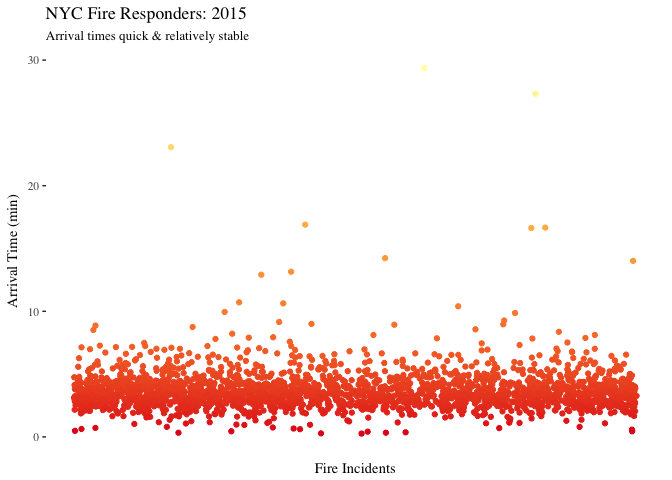 NYC Fire Responders: 2015
Arrival times quick & relatively stable
30
20
10
0
Arrival Time (min)
Fire Incidents